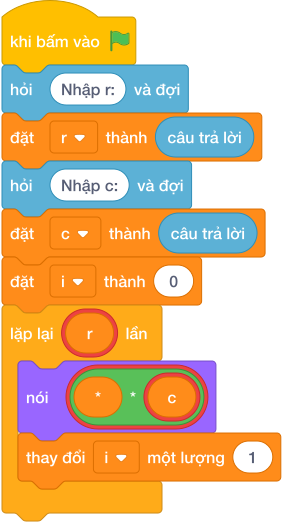 khi bấm vào
hỏi Nhập r: và đợi
đặt r thành câu trả lời
hỏi Nhập c: và đợi
đặt c thành câu trả lời
đặt i thành 0
lặp lại r lần
nói * * c
thay đổi i một lượng 1